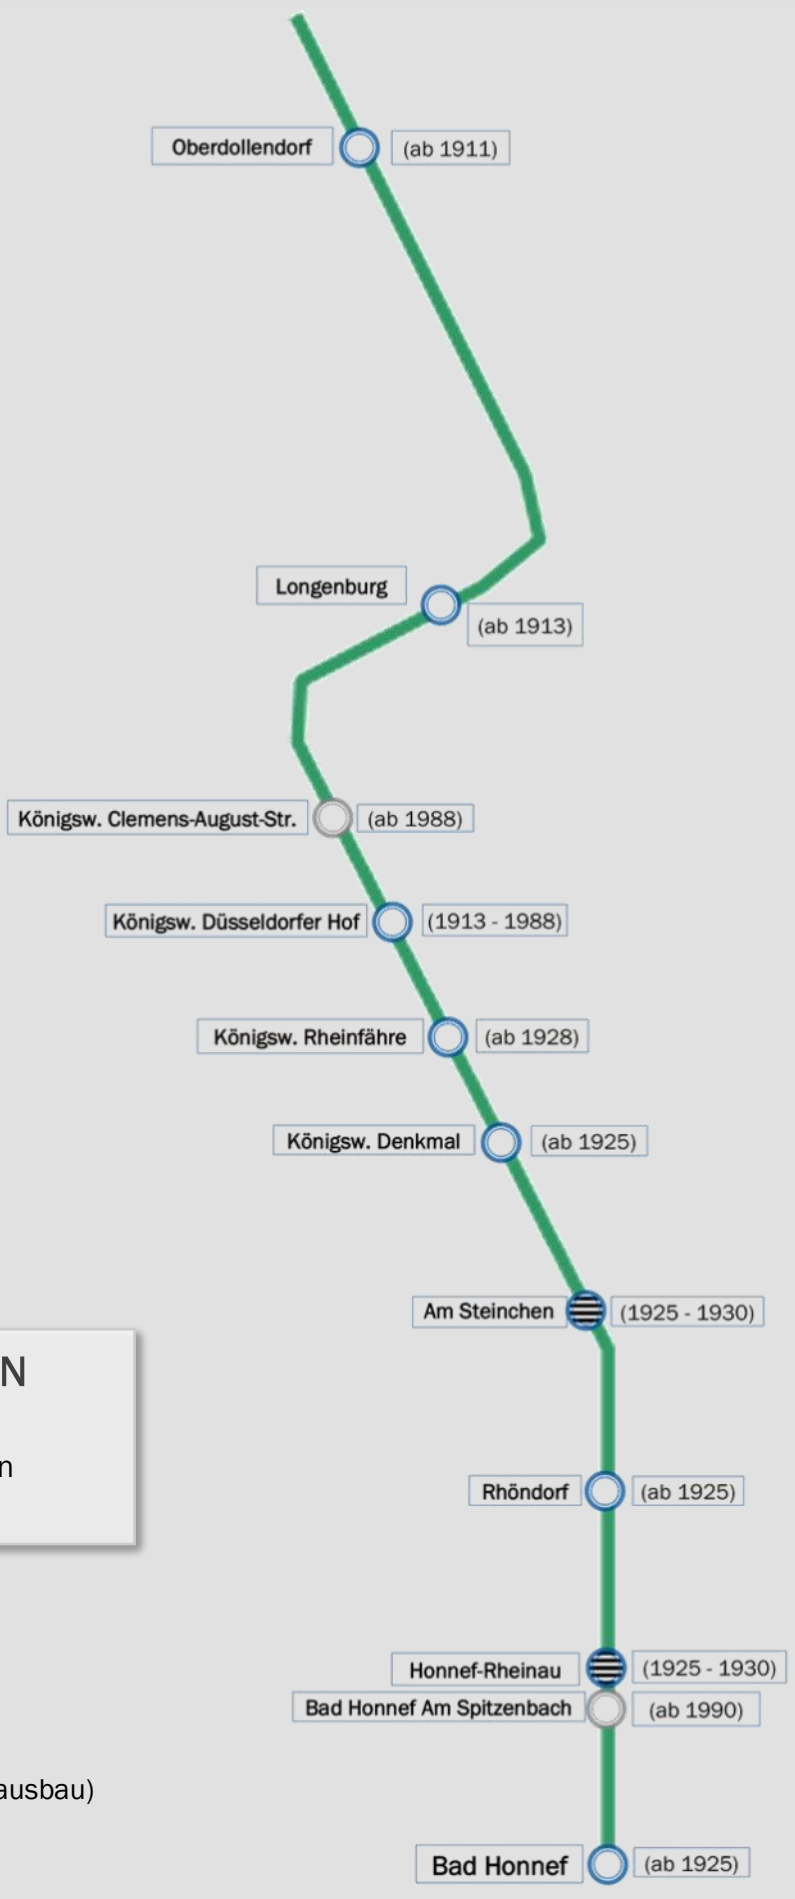 Oberdollendorf (ab 1911)
Longenburg
(ab 1913)
Königsw. Clemens-August-Str. (ab 1988)
Königsw. Düsseldorfer Hof (1913 - 1988)
Königsw. Rheinfähre (ab 1928)
Königsw. Denkmal (ab 1925)
Am Steinchen (1925 - 1930)
N
n
Rhöndorf (ab 1925)
Honnef-Rheinau (1925 - 1930)
Bad Honnef Am Spitzenbach (ab 1990)
ausbau)
Bad Honnef (ab 1925)